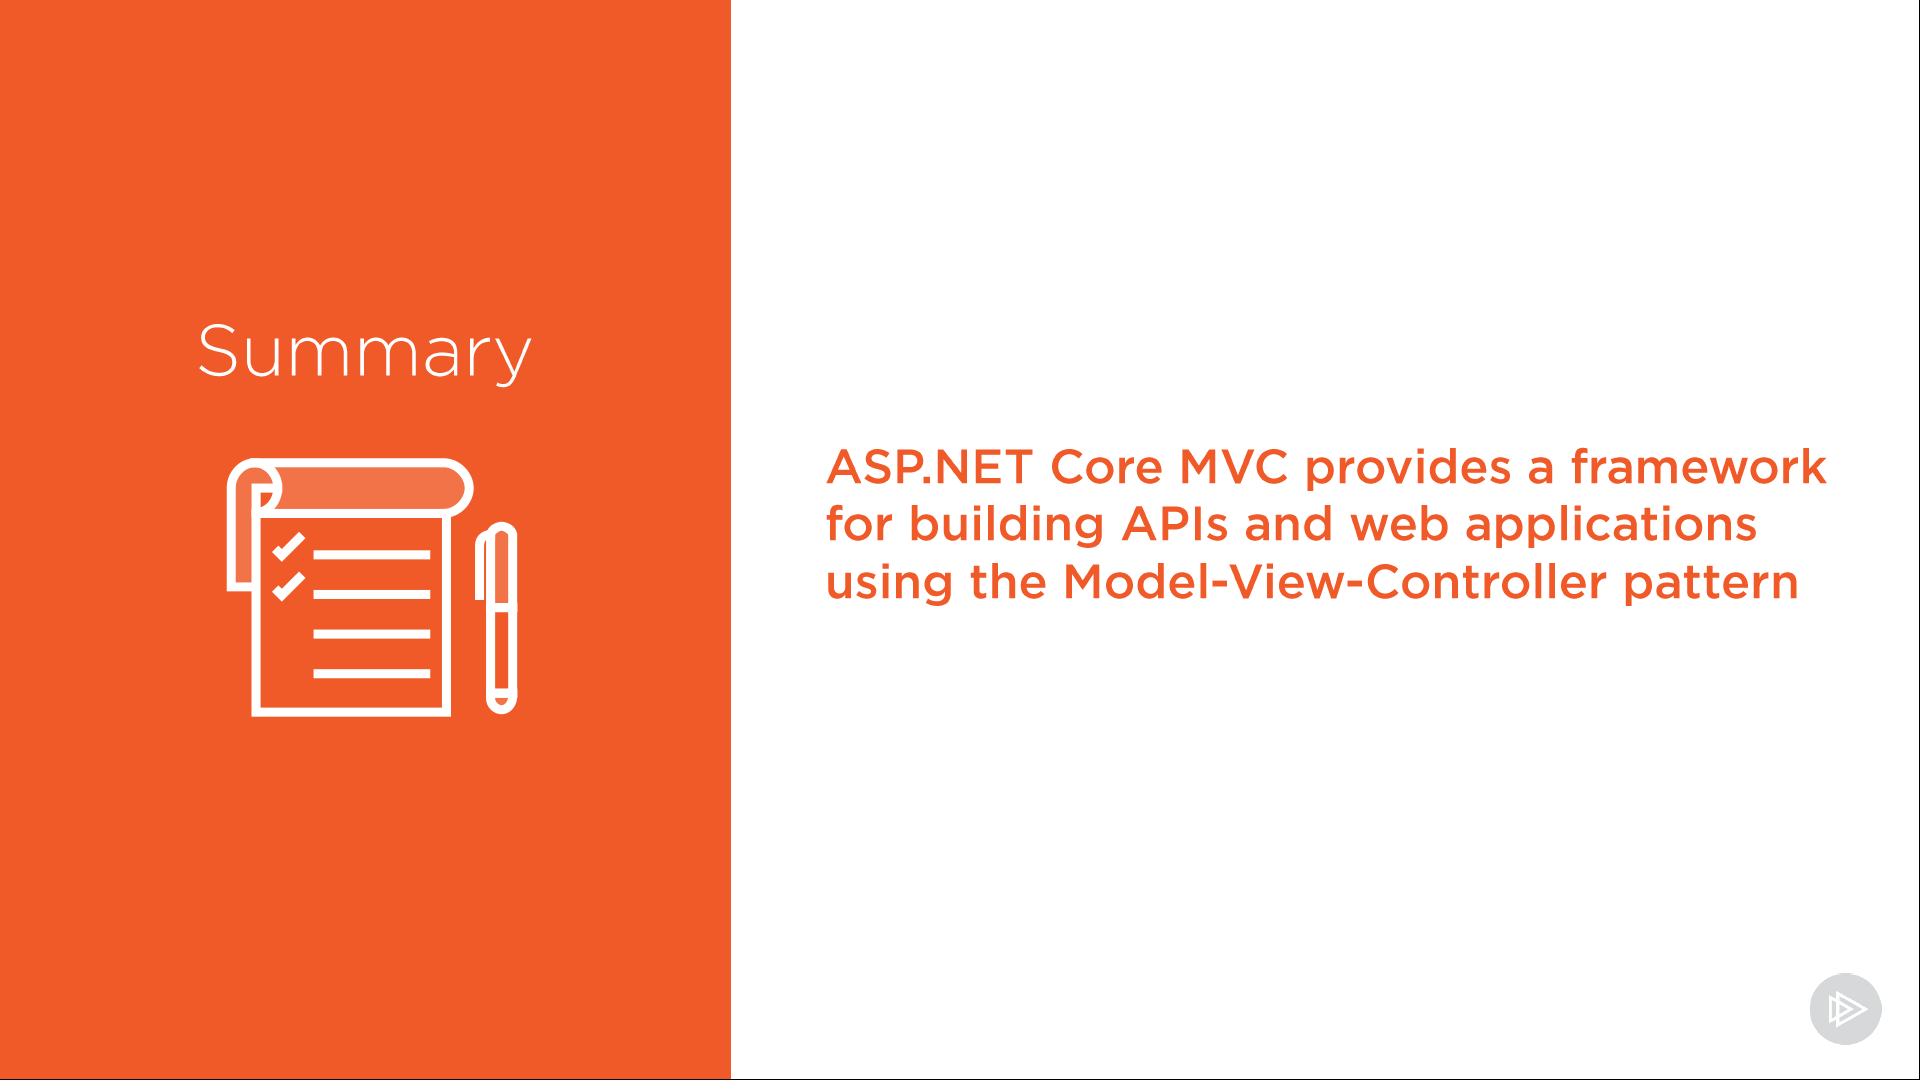 Summary
ASP.NET Core MVC provides a framework
for building APIs and web applications
using the Model-View-Controller pattern